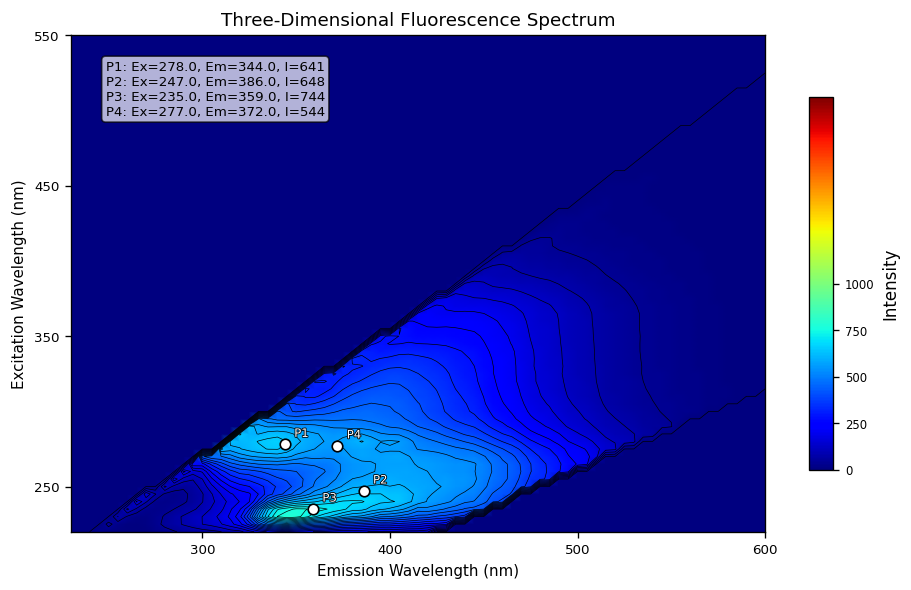 Three-Dimensional Fluorescence Spectrum
P1: Ex=278.0, Em=344.0, I=641
P2: Ex=247.0, Em=386.0, I=648
P3: Ex=235.0, Em=359.0, I=744
P4: Ex=277.0, Em=372.0, I=544
550
450
350
250
Excitation Wavelength (nm)
P1
P4
P2
P3
300
400
500
600
Emission Wavelength (nm)
1000
750
500
250
0
Intensity